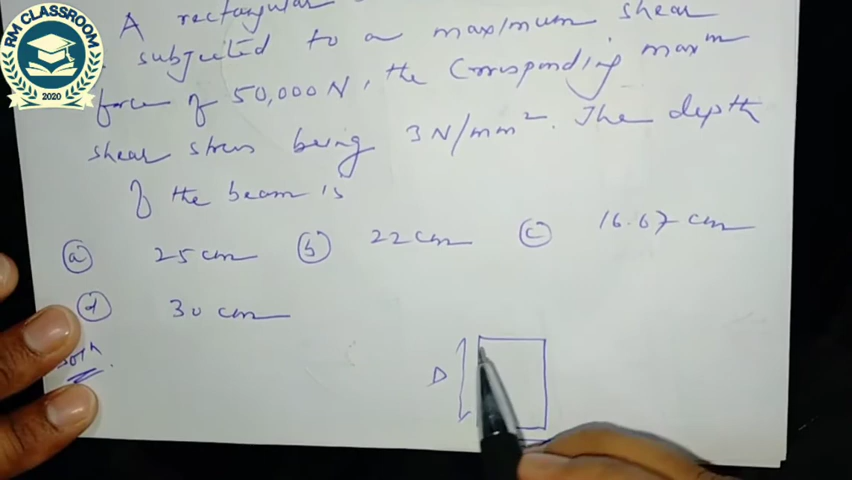 RM CLASSROOM
2020
A rectangular
subjected to a maximum shear
force of 50,000 N, the Corresponding maxm
shear stress being 3 N/mm². The depth
of the beam is
(a) 25 cm (b) 22 cm (c) 16.67 cm
(d) 30 cm
Sol^n.
D